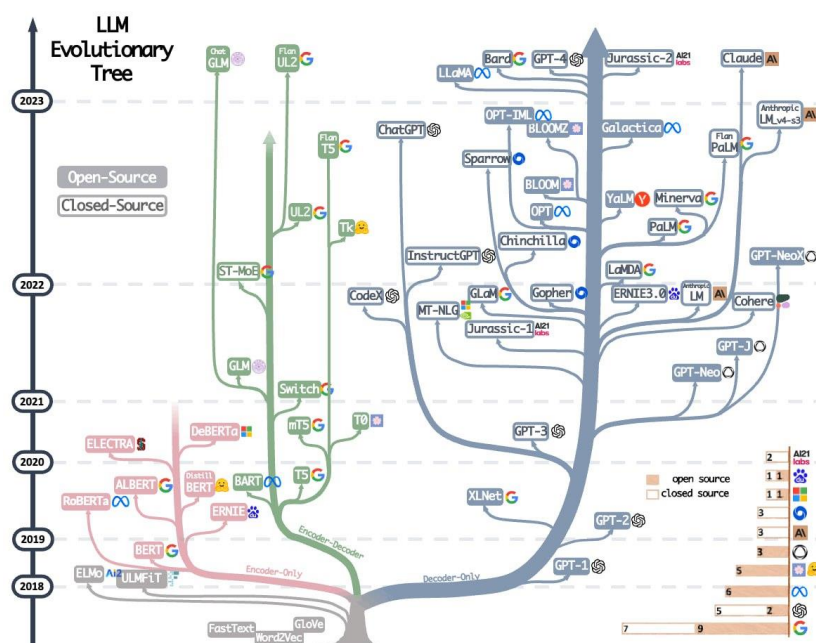 LLM
Evolutionary
Tree
Open-Source
Closed-Source
2023
2022
2021
2020
2019
2018
Chat
GLM
Flan
UL2
Bard
GPT-4
Jurassic-2
AI21
labs
Claude
A\
LLaMA
Anthropic
LM_v4-s3
A\
ChatGPT
OPT-IML
BLOOMZ
Galactica
Flan
T5
Flan
PaLM
Sparrow
BLOOM
YaLM
Minerva
UL2
OPT
Tk
PaLM
Chinchilla
InstructGPT
GPT-NeoX
ST-MoE
LaMDA
CodeX
GLaM
Gopher
ERNIE3.0
Anthropic
LM
A\
Cohere
MT-NLG
Jurassic-1
AI21
labs
GPT-J
GLM
GPT-Neo
Switch
mT5
T0
DeBERTa
GPT-3
ELECTRA
ALBERT
Distill
BERT
BART
T5
RoBERTa
XLNet
ERNIE
GPT-2
Encoder-Decoder
BERT
Encoder-Only
Decoder-Only
GPT-1
ELMo
Ai2
ULMFiT
FastText
GloVe
Word2Vec
open source
closed source
2
AI21
labs
1 1
1 1
3
3
A\
3
5
6
5 2
7 9